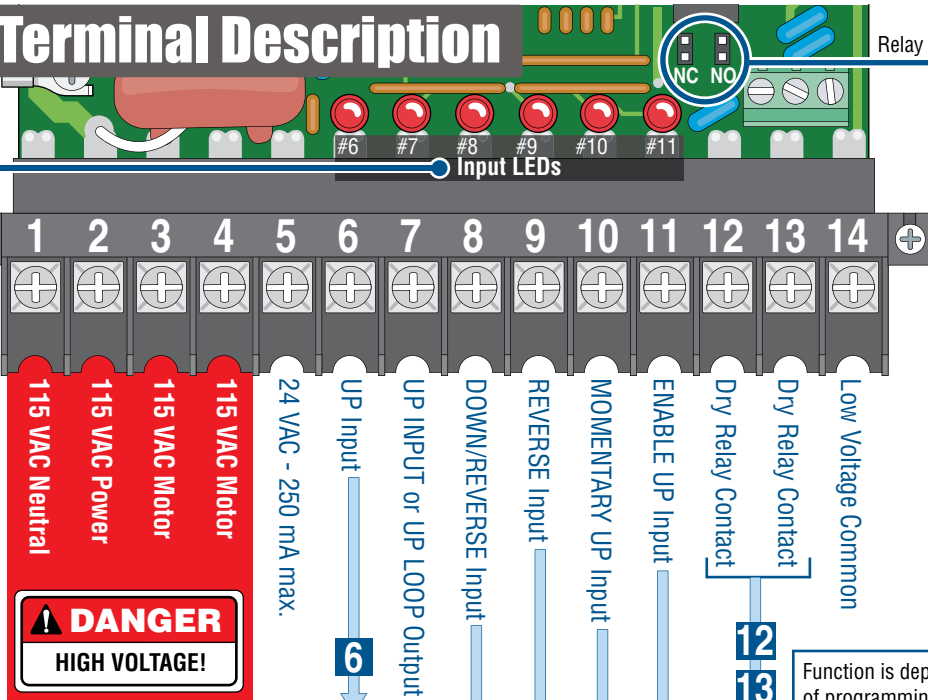 Terminal Description
Relay
NC NO
#6 #7 #8 #9 #10 #11
Input LEDs
1 2 3 4 5 6 7 8 9 10 11 12 13 14
115 VAC Neutral
115 VAC Power
115 VAC Motor
115 VAC Motor
24 VAC - 250 mA max.
UP Input
UP INPUT or UP LOOP Output
DOWN/REVERSE Input
REVERSE Input
MOMENTARY UP Input
ENABLE UP Input
Dry Relay Contact
Dry Relay Contact
Low Voltage Common
DANGER
HIGH VOLTAGE!
6
12
13
Function is dep
of programmin